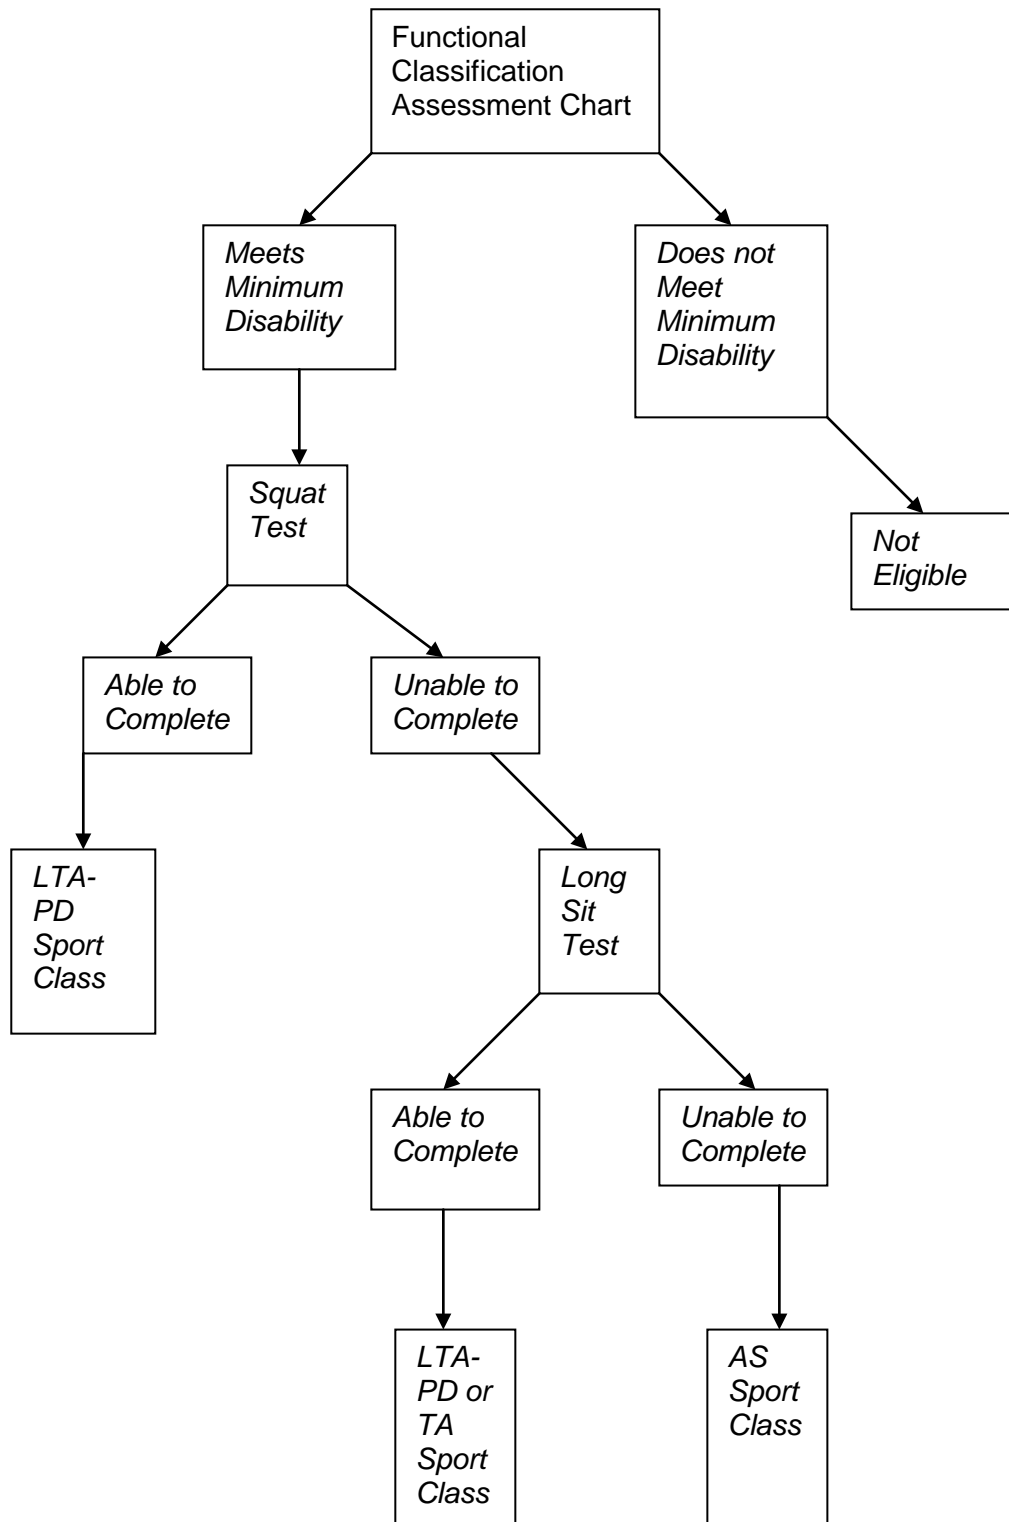 Functional
Classification
Assessment Chart
Meets
Minimum
Disability
Does not
Meet
Minimum
Disability
Squat
Test
Not
Eligible
Able to
Complete
Unable to
Complete
LTA-
PD
Sport
Class
Long
Sit
Test
Able to
Complete
Unable to
Complete
LTA-
PD or
TA
Sport
Class
AS
Sport
Class